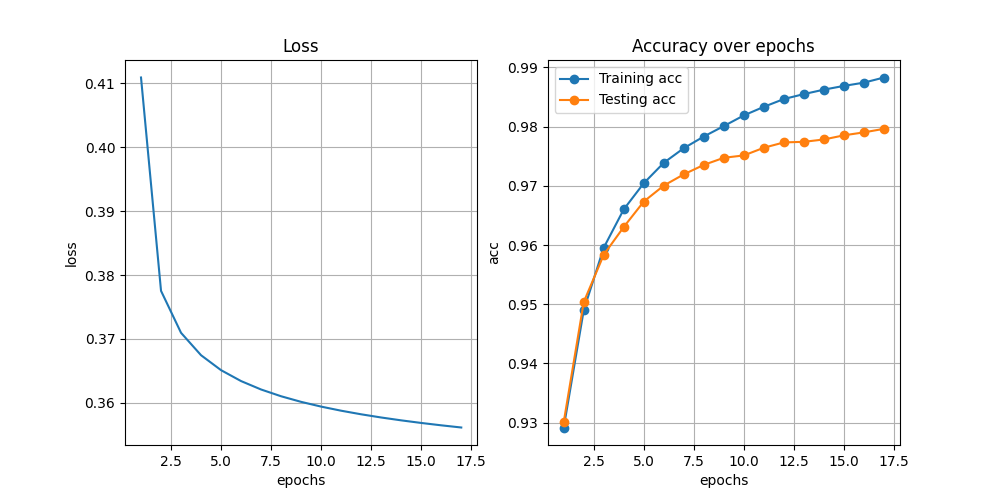 Loss
0.41
0.40
0.39
0.38
0.37
0.36
loss
2.5 5.0 7.5 10.0 12.5 15.0 17.5
epochs
Accuracy over epochs
Training acc
Testing acc
0.99
0.98
0.97
0.96
0.95
0.94
0.93
acc
2.5 5.0 7.5 10.0 12.5 15.0 17.5
epochs